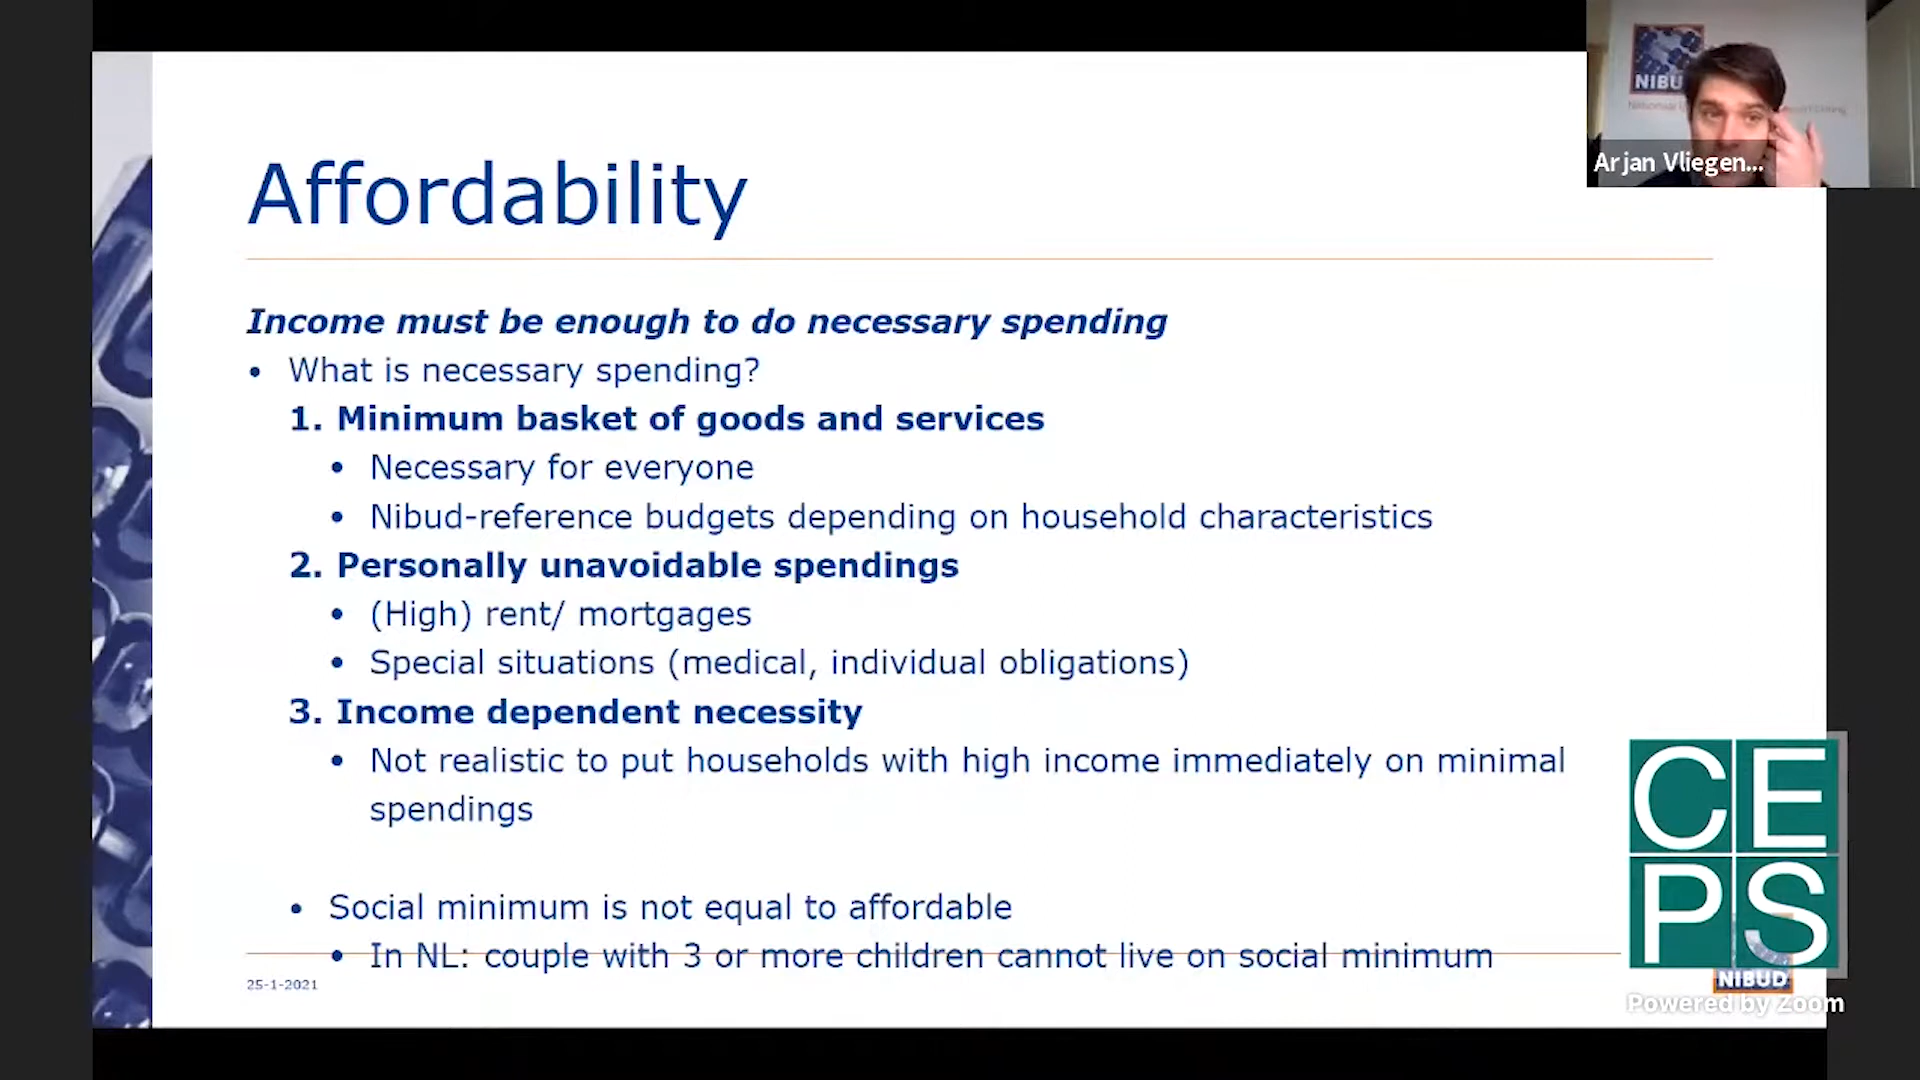 NIBU
Arjan Vliegen...
Affordability
Income must be enough to do necessary spending
• What is necessary spending?
1. Minimum basket of goods and services
• Necessary for everyone
• Nibud-reference budgets depending on household characteristics
2. Personally unavoidable spendings
• (High) rent/ mortgages
• Special situations (medical, individual obligations)
3. Income dependent necessity
• Not realistic to put households with high income immediately on minimal
spendings
• Social minimum is not equal to affordable
• In NL: couple with 3 or more children cannot live on social minimum
25-1-2021
CE
PS
NIBUD
Powered by Zoom